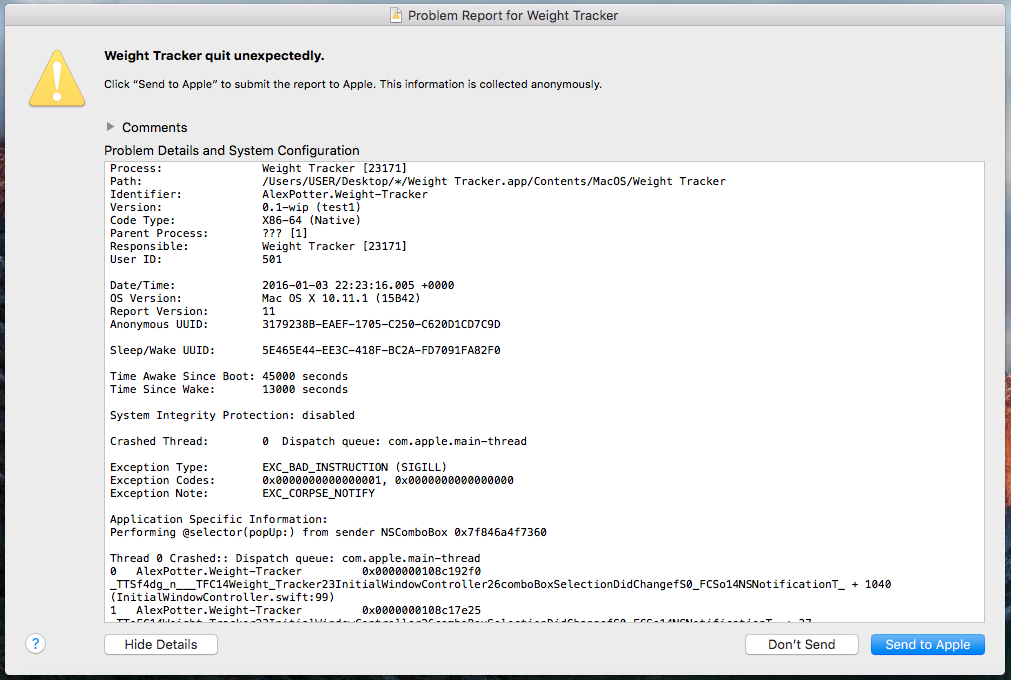 Problem Report for Weight Tracker
Weight Tracker quit unexpectedly.
Click “Send to Apple” to submit the report to Apple. This information is collected anonymously.
Comments
Problem Details and System Configuration
Process: Weight Tracker [23171]
Path: /Users/USER/Desktop/*/Weight Tracker.app/Contents/MacOS/Weight Tracker
Identifier: AlexPotter.Weight-Tracker
Version: 0.1-wip (test1)
Code Type: X86-64 (Native)
Parent Process: ??? [1]
Responsible: Weight Tracker [23171]
User ID: 501
Date/Time: 2016-01-03 22:23:16.005 +0000
OS Version: Mac OS X 10.11.1 (15B42)
Report Version: 11
Anonymous UUID: 3179238B-EAEF-1705-C250-C620D1CD7C9D
Sleep/Wake UUID: 5E465E44-EE3C-418F-BC2A-FD7091FA82F0
Time Awake Since Boot: 45000 seconds
Time Since Wake: 13000 seconds
System Integrity Protection: disabled
Crashed Thread: 0 Dispatch queue: com.apple.main-thread
Exception Type: EXC_BAD_INSTRUCTION (SIGILL)
Exception Codes: 0x0000000000000001, 0x0000000000000000
Exception Note: EXC_CORPSE_NOTIFY
Application Specific Information:
Performing @selector(popUp:) from sender NSComboBox 0x7f846a4f7360
Thread 0 Crashed:: Dispatch queue: com.apple.main-thread
0 AlexPotter.Weight-Tracker 0x0000000108c192f0
_TTSf4dg_n___TFC14Weight_Tracker23InitialWindowController26comboBoxSelectionDidChangefS0_FCSo14NSNotificationT_ + 1040
(InitialWindowController.swift:99)
1 AlexPotter.Weight-Tracker 0x0000000108c17e25
?
Hide Details
Don't Send
Send to Apple